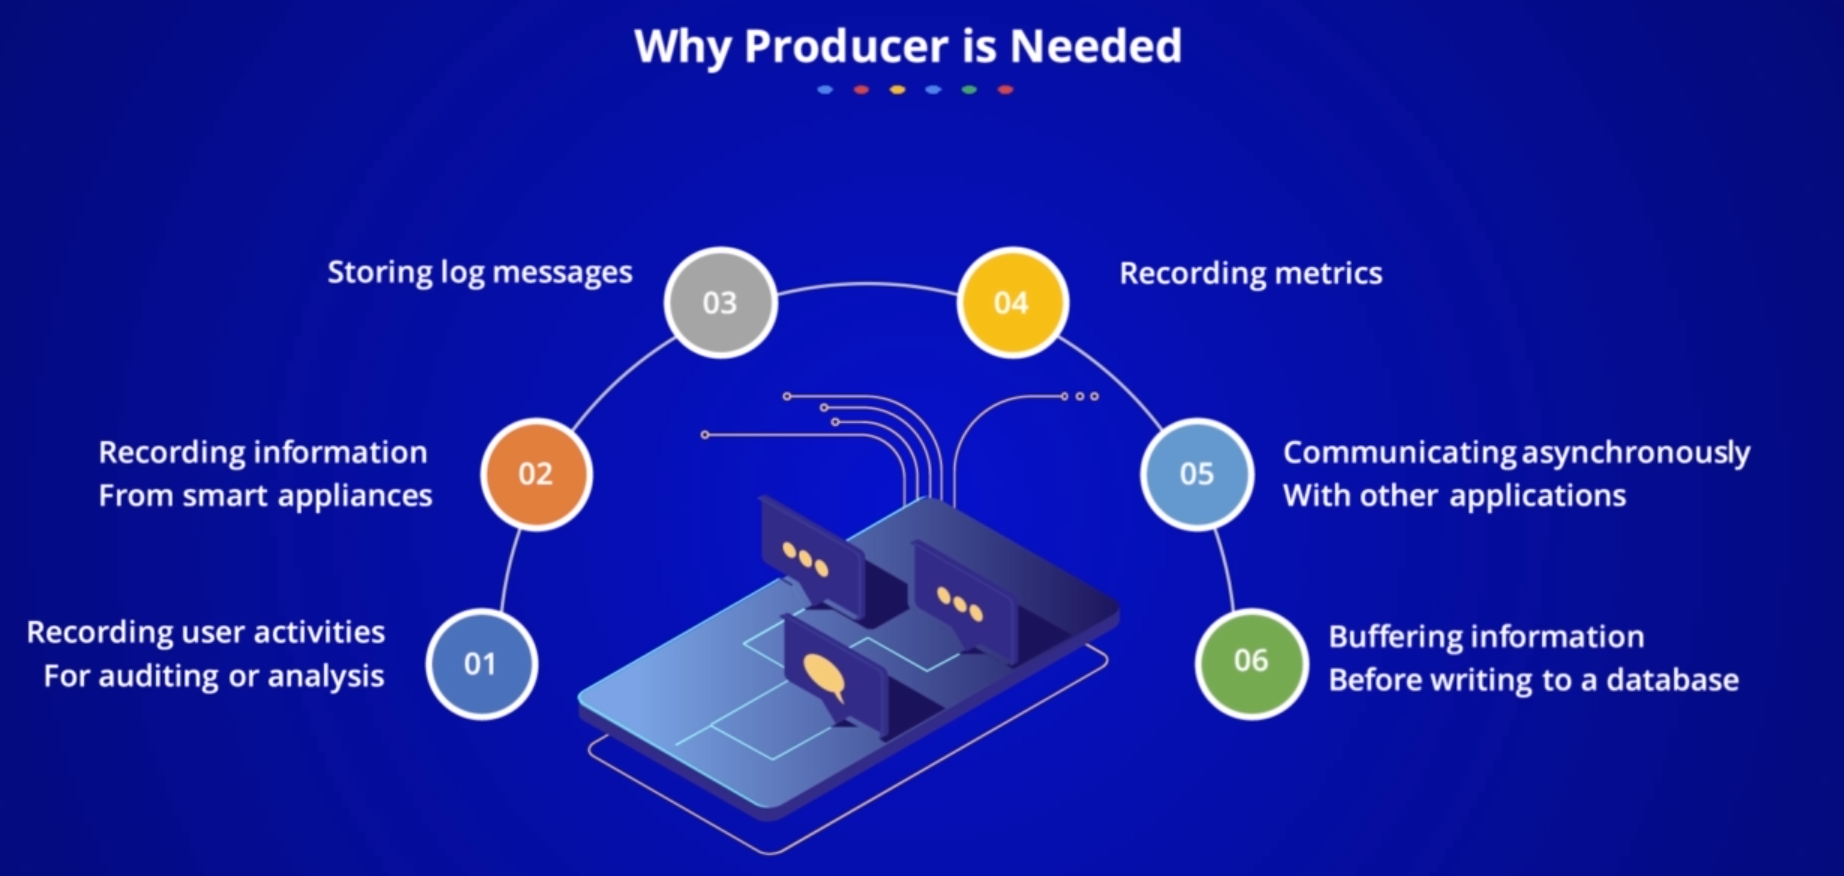 Why Producer is Needed
01
Recording user activities
For auditing or analysis
02
Recording information
From smart appliances
03
Storing log messages
04
Recording metrics
05
Communicating asynchronously
With other applications
06
Buffering information
Before writing to a database